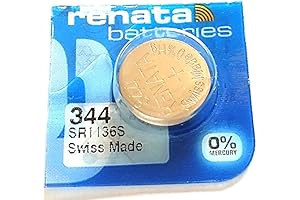 renata
batteries
344
SR1136S
Swiss Made
0%
MERCURY